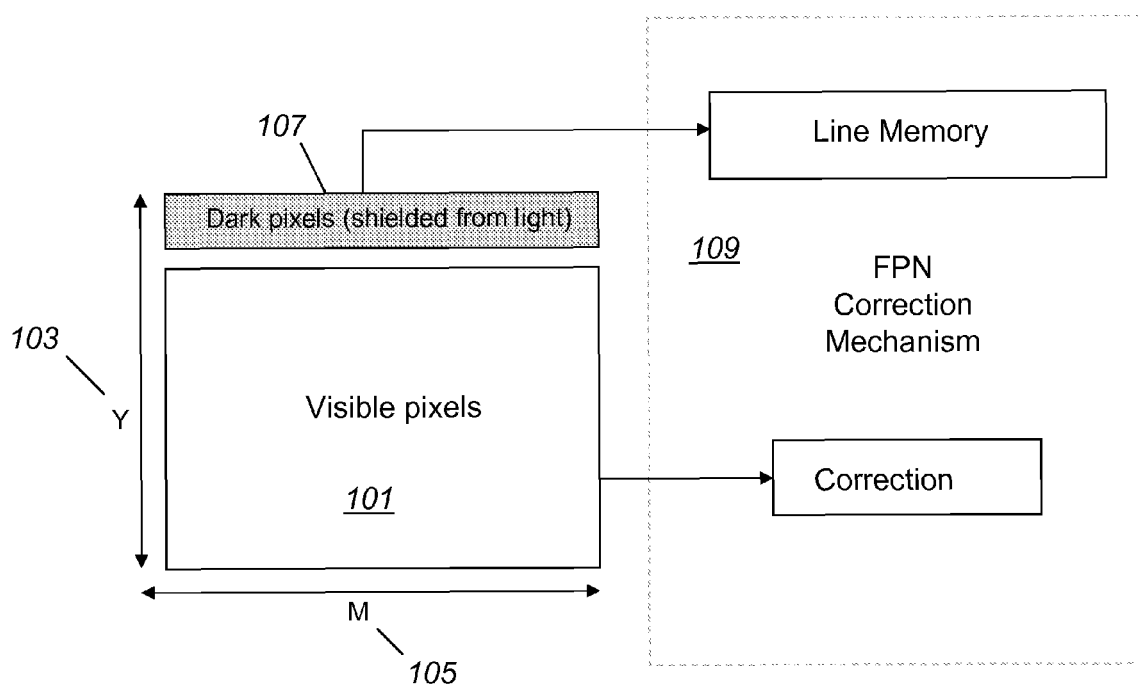 Line Memory
107
Dark pixels (shielded from light)
109
FPN
Correction
Mechanism
103
Y
Visible pixels
101
Correction
M
105